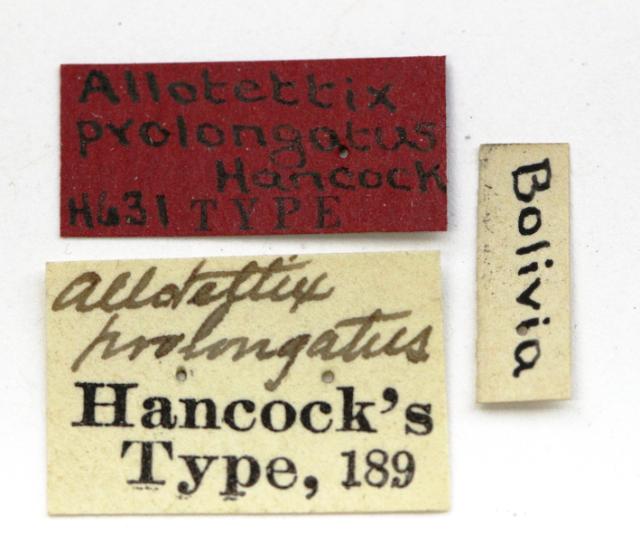 Allotettix
prolongatus
Hancock
H631 TYPE
Allotettix
prolongatus
Hancock's
Type, 189
Bolivia